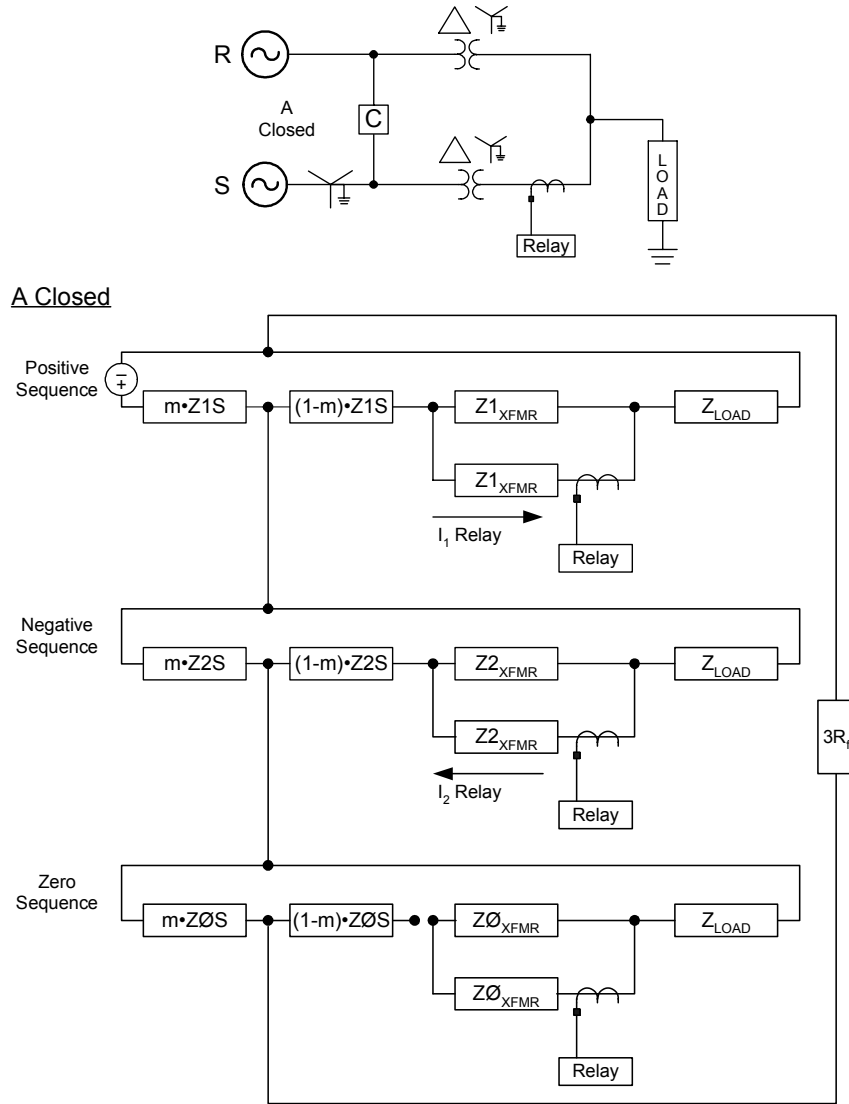 R
A
Closed
C
S
LOAD
Relay
A Closed
Positive
Sequence
m•Z1S
(1-m)•Z1S
Z1XFMR
ZLOAD
Z1XFMR
I1 Relay
Relay
Negative
Sequence
m•Z2S
(1-m)•Z2S
Z2XFMR
ZLOAD
Z2XFMR
3Rf
I2 Relay
Relay
Zero
Sequence
m•ZØS
(1-m)•ZØS
ZØXFMR
ZLOAD
ZØXFMR
Relay